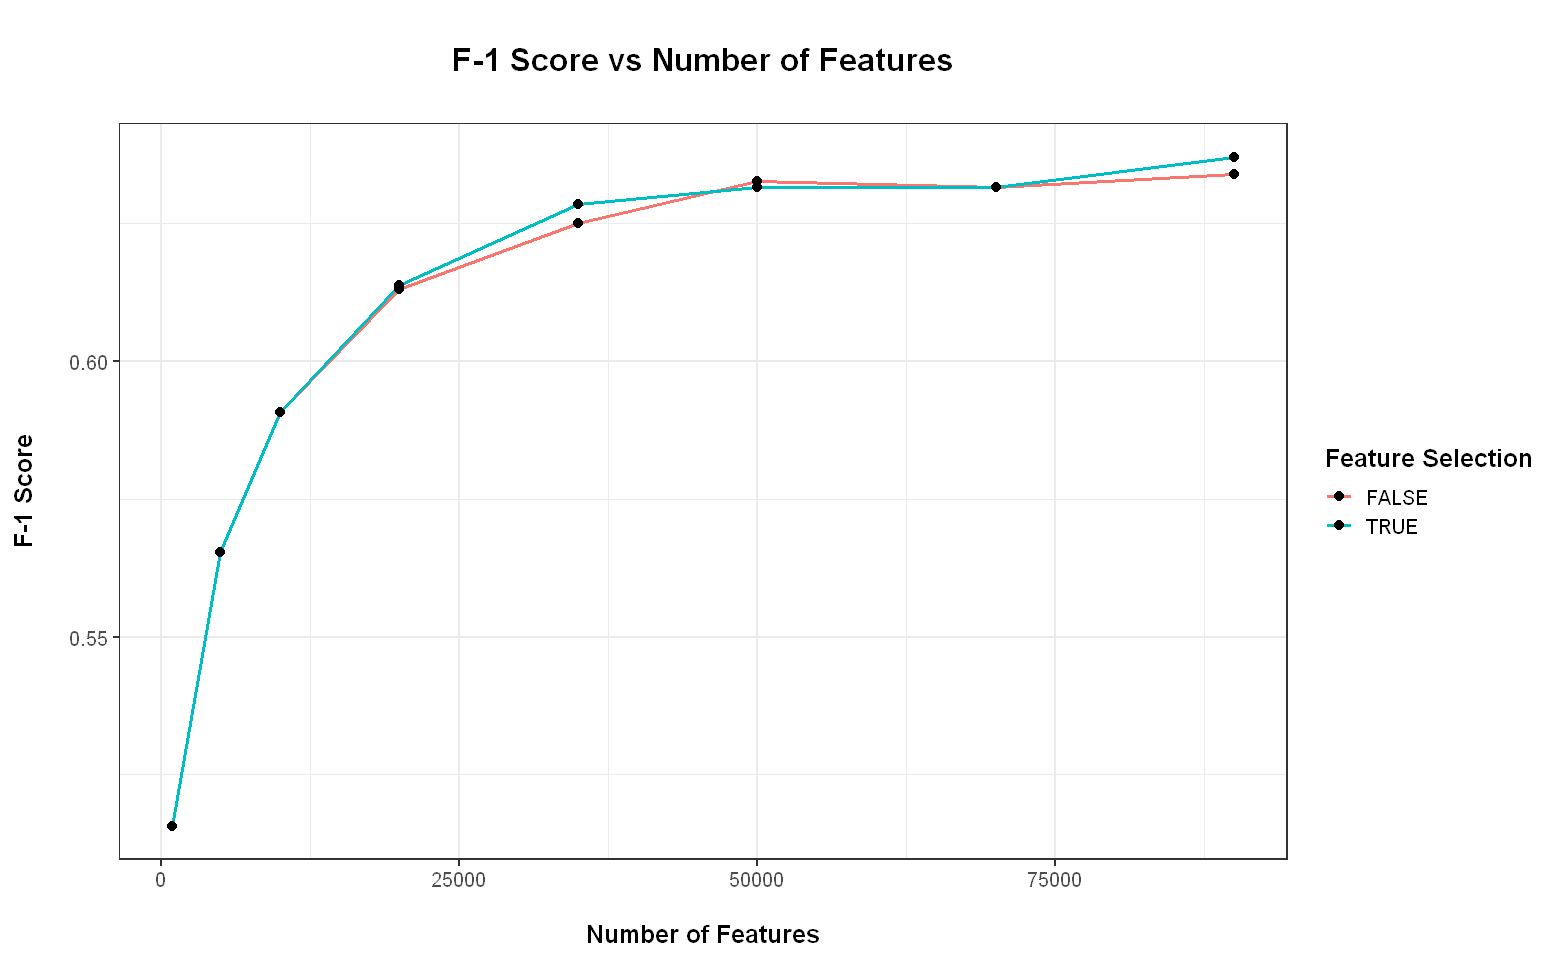 F-1 Score vs Number of Features
F-1 Score
0.60
0.55
0
25000
50000
75000
Number of Features
Feature Selection
FALSE
TRUE